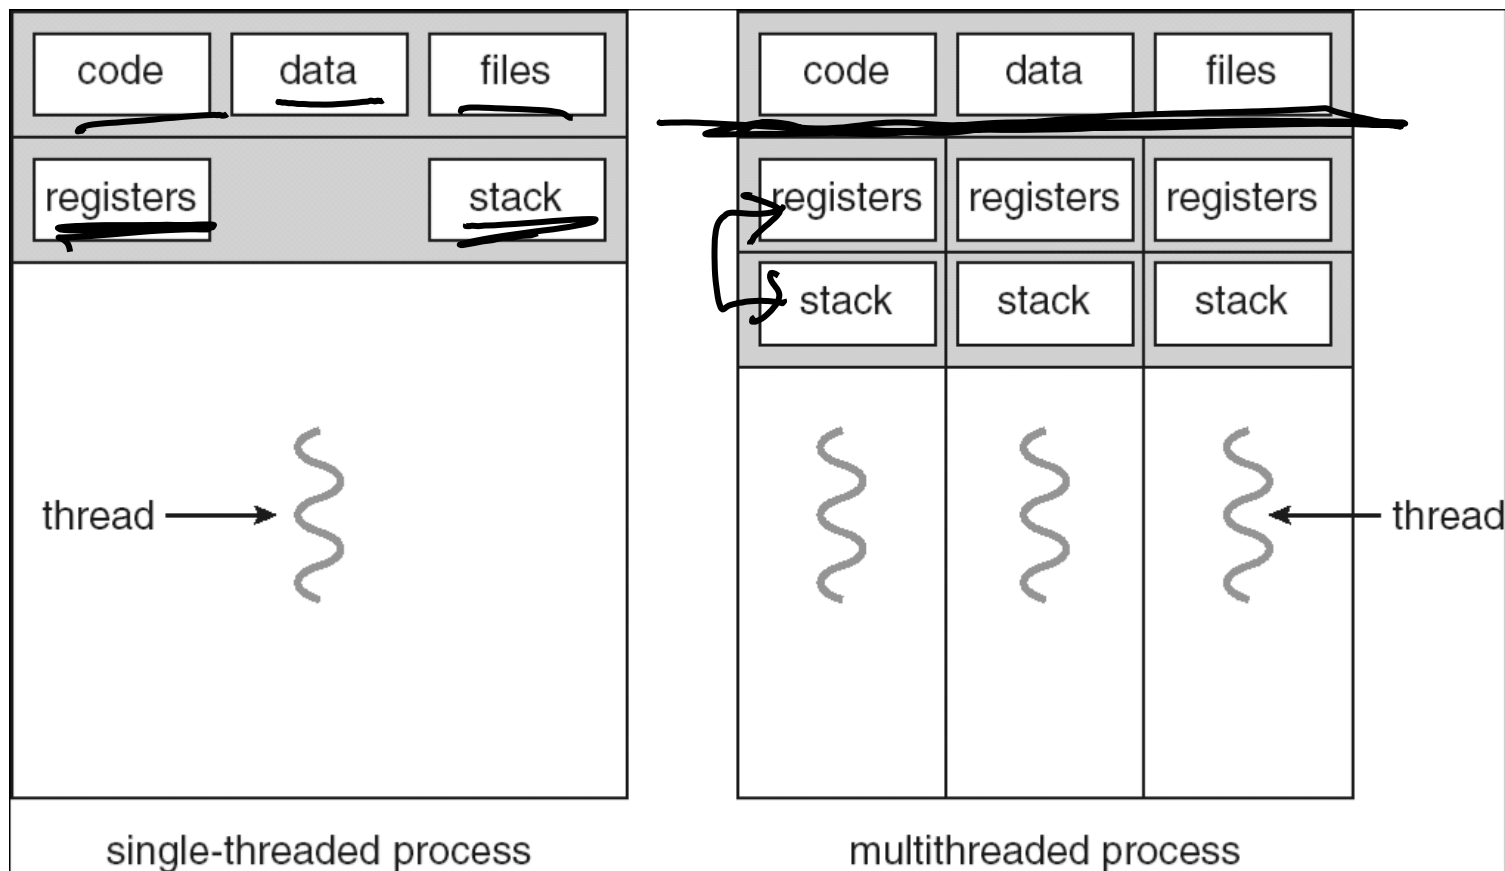 code data files code data files
registers stack registers registers registers
stack stack stack
thread thread
single-threaded process multithreaded process